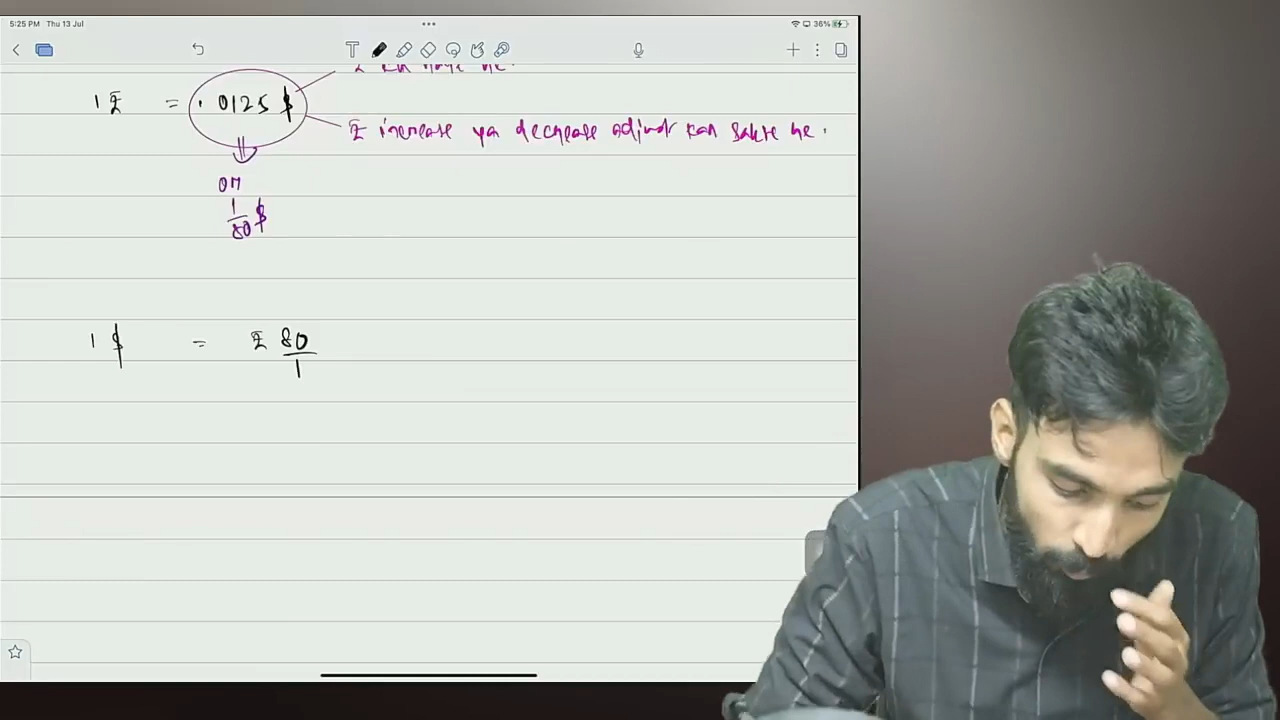 5:25 PM Thu 13 Jul
36%
1 ₹ = .0125 $
₹ increase ya decrease adjust kar sakte he.
or
1/80 $
1 $ = ₹ 80/1